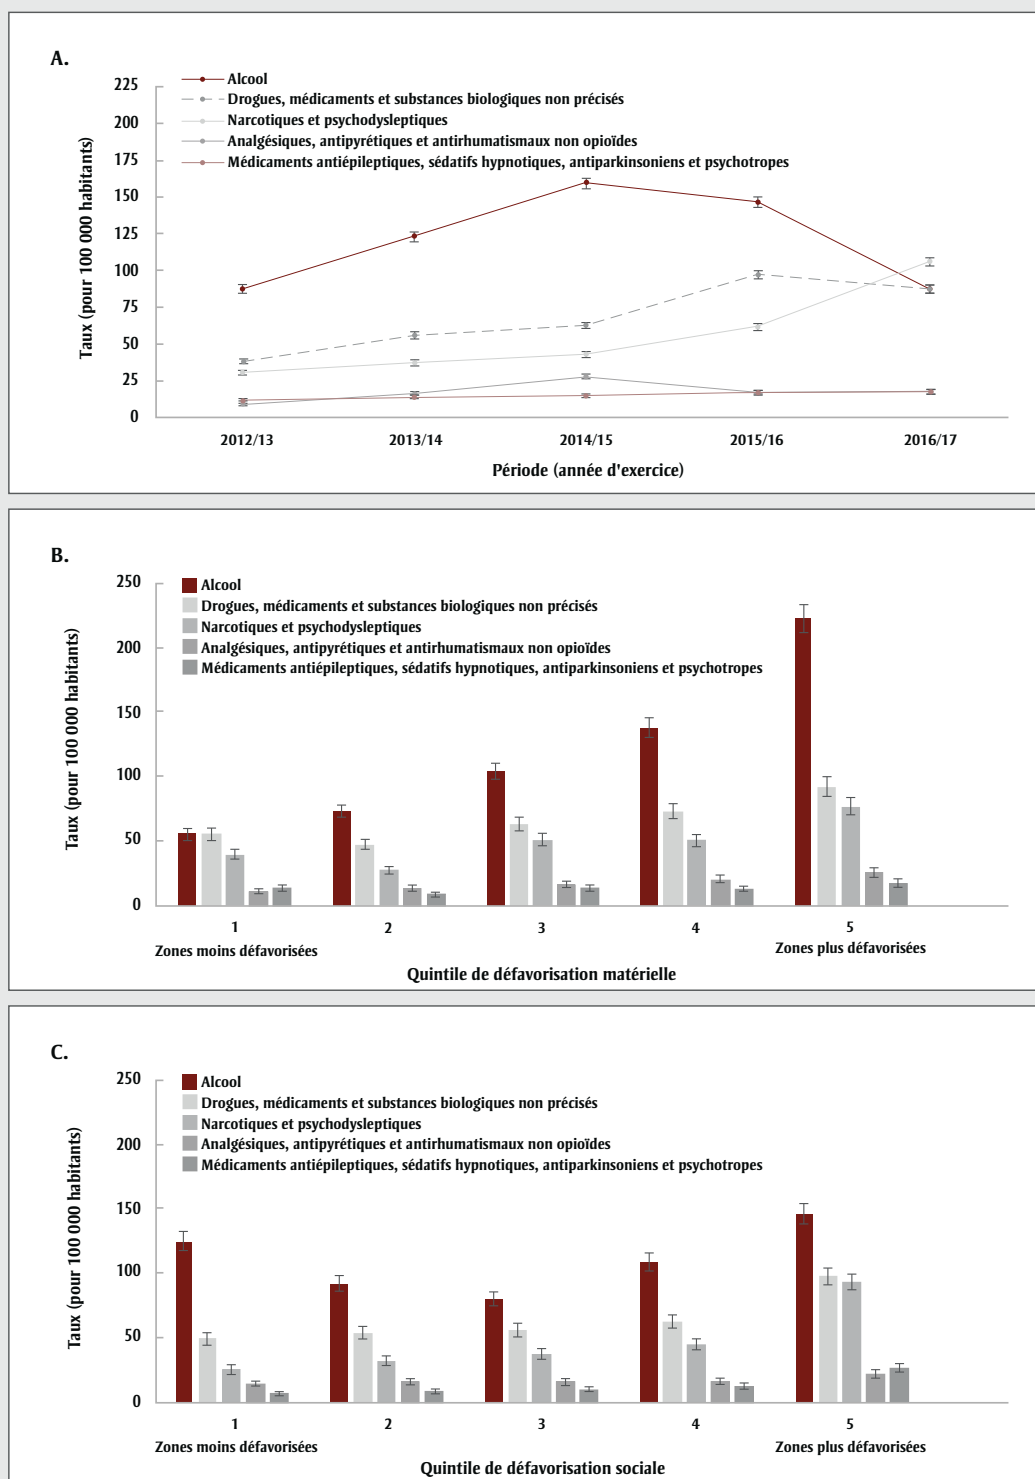 A.
Alcool
Drogues, médicaments et substances biologiques non précisés
Narcotiques et psychodysleptiques
Analgésiques, antipyrétiques et antirhumatismaux non opioïdes
Médicaments antiépileptiques, sédatifs hypnotiques, antiparkinsoniens et psychotropes
Taux (pour 100 000 habitants)
225
200
175
150
125
100
75
50
25
0
2012/13 2013/14 2014/15 2015/16 2016/17
Période (année d'exercice)
B.
Alcool
Drogues, médicaments et substances biologiques non précisés
Narcotiques et psychodysleptiques
Analgésiques, antipyrétiques et antirhumatismaux non opioïdes
Médicaments antiépileptiques, sédatifs hypnotiques, antiparkinsoniens et psychotropes
Taux (pour 100 000 habitants)
250
200
150
100
50
0
1 2 3 4 5
Zones moins défavorisées Zones plus défavorisées
Quintile de défavorisation matérielle
C.
Alcool
Drogues, médicaments et substances biologiques non précisés
Narcotiques et psychodysleptiques
Analgésiques, antipyrétiques et antirhumatismaux non opioïdes
Médicaments antiépileptiques, sédatifs hypnotiques, antiparkinsoniens et psychotropes
Taux (pour 100 000 habitants)
250
200
150
100
50
0
1 2 3 4 5
Zones moins défavorisées Zones plus défavorisées
Quintile de défavorisation sociale